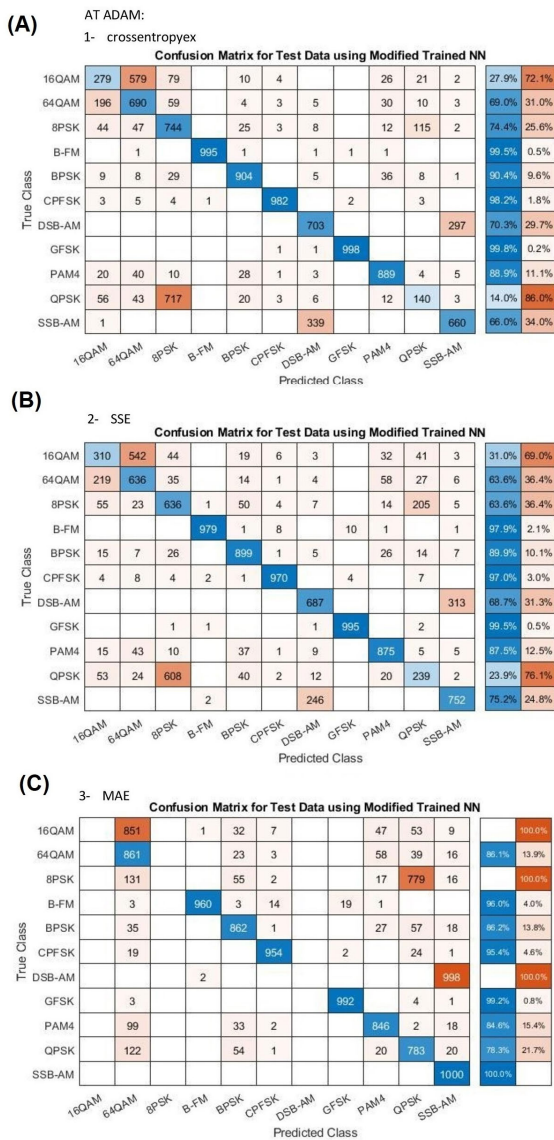 AT ADAM:
(A)
1- crossentropyex
Confusion Matrix for Test Data using Modified Trained NN
True Class
16QAM 279 579 79 10 4 26 21 2 27.9% 72.1%
64QAM 196 690 59 4 3 5 30 10 3 69.0% 31.0%
8PSK 44 47 744 25 3 8 12 115 2 74.4% 25.6%
B-FM 1 995 1 1 1 1 99.5% 0.5%
BPSK 9 8 29 904 5 36 8 1 90.4% 9.6%
CPFSK 3 5 4 1 982 2 3 98.2% 1.8%
DSB-AM 703 297 70.3% 29.7%
GFSK 1 1 998 99.8% 0.2%
PAM4 20 40 10 28 1 3 889 4 5 88.9% 11.1%
QPSK 56 43 717 20 3 6 12 140 3 14.0% 86.0%
SSB-AM 1 339 660 66.0% 34.0%
16QAM 64QAM 8PSK B-FM BPSK CPFSK DSB-AM GFSK PAM4 QPSK SSB-AM
Predicted Class
(B)
2- SSE
Confusion Matrix for Test Data using Modified Trained NN
True Class
16QAM 310 542 44 19 6 3 32 41 3 31.0% 69.0%
64QAM 219 636 35 14 1 4 58 27 6 63.6% 36.4%
8PSK 55 23 636 1 50 4 7 14 205 5 63.6% 36.4%
B-FM 979 1 8 10 1 1 97.9% 2.1%
BPSK 15 7 26 899 1 5 26 14 7 89.9% 10.1%
CPFSK 4 8 4 2 1 970 4 7 97.0% 3.0%
DSB-AM 687 313 68.7% 31.3%
GFSK 1 1 1 995 2 99.5% 0.5%
PAM4 15 43 10 37 1 9 875 5 5 87.5% 12.5%
QPSK 53 24 608 40 2 12 20 239 2 23.9% 76.1%
SSB-AM 2 246 752 75.2% 24.8%
16QAM 64QAM 8PSK B-FM BPSK CPFSK DSB-AM GFSK PAM4 QPSK SSB-AM
Predicted Class
(C)
3- MAE
Confusion Matrix for Test Data using Modified Trained NN
True Class
16QAM 851 1 32 7 47 53 9 100.0%
64QAM 861 23 3 58 39 16 86.1% 13.9%
8PSK 131 55 2 17 779 16 100.0%
B-FM 3 960 3 14 19 1 96.0% 4.0%
BPSK 35 862 1 27 57 18 86.2% 13.8%
CPFSK 19 954 2 24 1 95.4% 4.6%
DSB-AM 2 998 100.0%
GFSK 3 992 4 1 99.2% 0.8%
PAM4 99 33 2 846 2 18 84.6% 15.4%
QPSK 122 54 1 20 783 20 78.3% 21.7%
SSB-AM 1000 100.0%
16QAM 64QAM 8PSK B-FM BPSK CPFSK DSB-AM GFSK PAM4 QPSK SSB-AM
Predicted Class